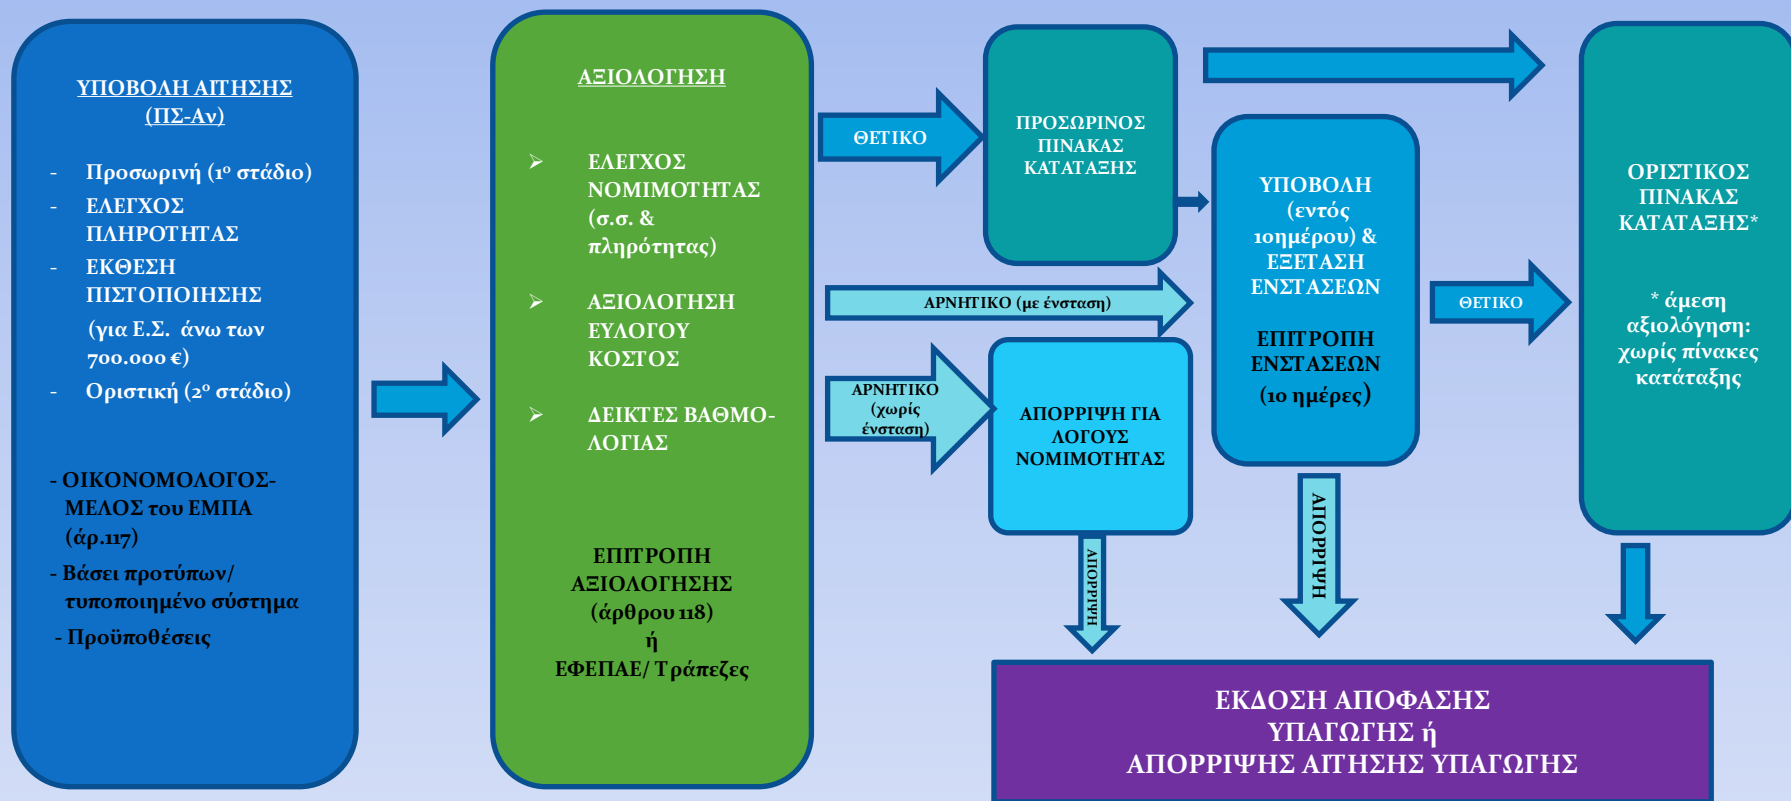 ΥΠΟΒΟΛΗ ΑΙΤΗΣΗΣ
(ΠΣ-Αν)
- Προσωρινή (1ο στάδιο)
- ΕΛΕΓΧΟΣ
ΠΛΗΡΟΤΗΤΑΣ
- ΕΚΘΕΣΗ
ΠΙΣΤΟΠΟΙΗΣΗΣ
(για Ε.Σ. άνω των
700.000 €)
- Οριστική (2ο στάδιο)
- ΟΙΚΟΝΟΜΟΛΟΓΟΣ-
ΜΕΛΟΣ του ΕΜΠΑ
(άρ.117)
- Βάσει προτύπων/
τυποποιημένο σύστημα
- Προϋποθέσεις
ΑΞΙΟΛΟΓΗΣΗ
➢ ΕΛΕΓΧΟΣ
ΝΟΜΙΜΟΤΗΤΑΣ
(σ.σ. &
πληρότητας)
➢ ΑΞΙΟΛΟΓΗΣΗ
ΕΥΛΟΓΟΥ
ΚΟΣΤΟΣ
➢ ΔΕΙΚΤΕΣ ΒΑΘΜΟ-
ΛΟΓΙΑΣ
ΕΠΙΤΡΟΠΗ
ΑΞΙΟΛΟΓΗΣΗΣ
(άρθρου 118)
ή
ΕΦΕΠΑΕ/ Τράπεζες
ΘΕΤΙΚΟ
ΑΡΝΗΤΙΚΟ (με ένσταση)
ΑΡΝΗΤΙΚΟ
(χωρίς
ένσταση)
ΠΡΟΣΩΡΙΝΟΣ
ΠΙΝΑΚΑΣ
ΚΑΤΑΤΑΞΗΣ
ΑΠΟΡΡΙΨΗ ΓΙΑ
ΛΟΓΟΥΣ
ΝΟΜΙΜΟΤΗΤΑΣ
ΑΠΟΡΡΙΨΗ
ΥΠΟΒΟΛΗ
(εντός
10ημέρου) &
ΕΞΕΤΑΣΗ
ΕΝΣΤΑΣΕΩΝ
ΕΠΙΤΡΟΠΗ
ΕΝΣΤΑΣΕΩΝ
(10 ημέρες)
ΑΠΟΡΡΙΨΗ
ΘΕΤΙΚΟ
ΟΡΙΣΤΙΚΟΣ
ΠΙΝΑΚΑΣ
ΚΑΤΑΤΑΞΗΣ*
* άμεση
αξιολόγηση:
χωρίς πίνακες
κατάταξης
ΕΚΔΟΣΗ ΑΠΟΦΑΣΗΣ
ΥΠΑΓΩΓΗΣ ή
ΑΠΟΡΡΙΨΗΣ ΑΙΤΗΣΗΣ ΥΠΑΓΩΓΗΣ